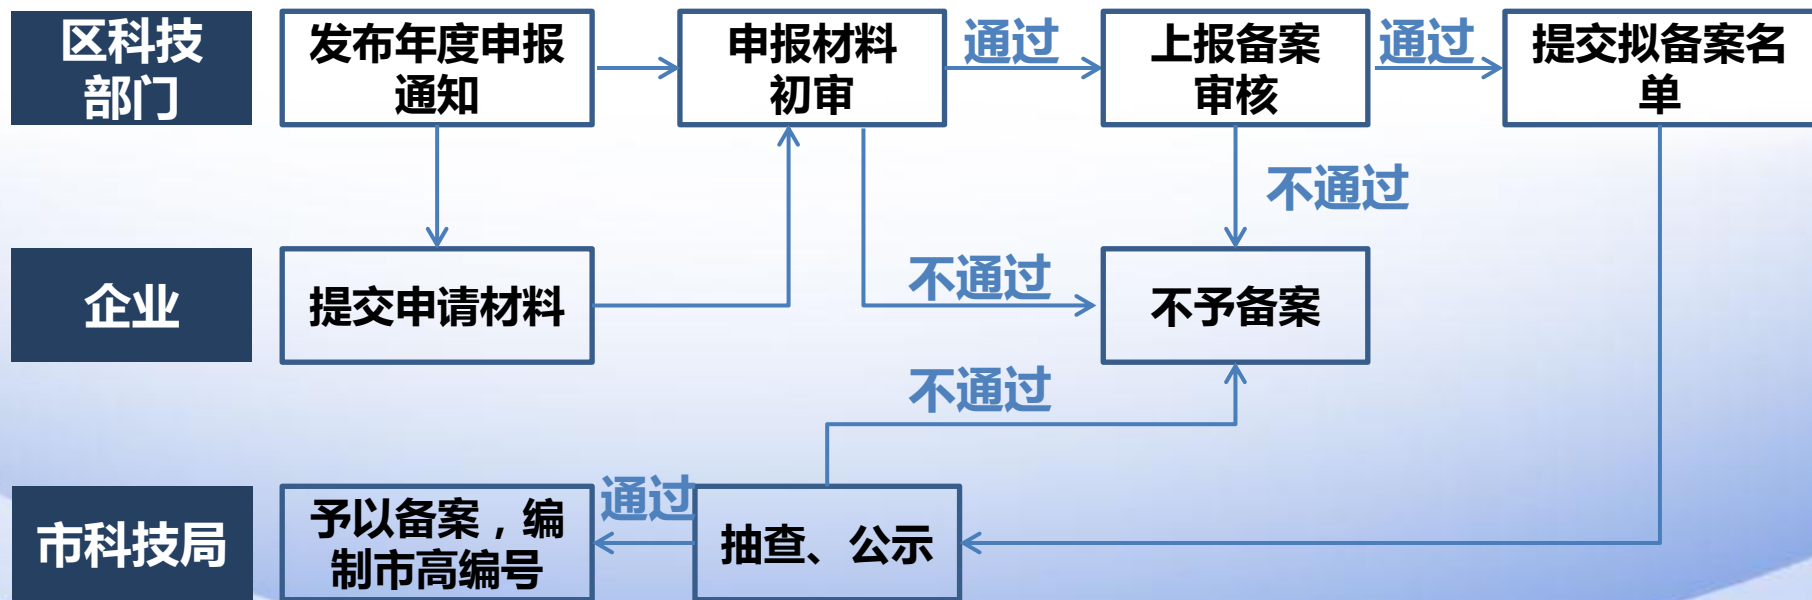 区科技
部门
发布年度申报
通知
申报材料
初审
通过
上报备案
审核
通过
提交拟备案名
单
不通过
企业
提交申请材料
不通过
不予备案
不通过
市科技局
予以备案，编
制市高编号
通过
抽查、公示